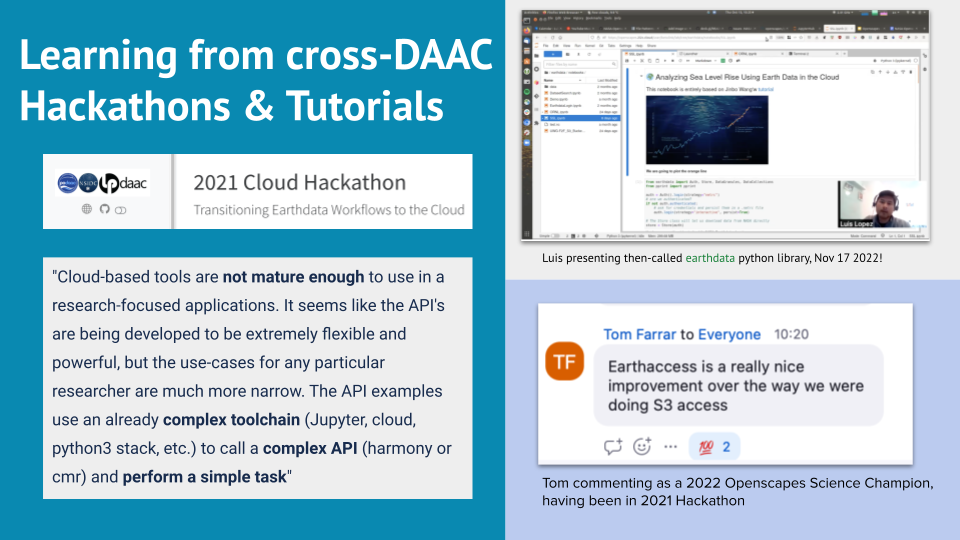 Learning from cross-DAAC
Hackathons & Tutorials
NSIDC
daac
2021 Cloud Hackathon
Transitioning Earthdata Workflows to the Cloud
"Cloud-based tools are not mature enough to use in a
research-focused applications. It seems like the API's
are being developed to be extremely flexible and
powerful, but the use-cases for any particular
researcher are much more narrow. The API examples
use an already complex toolchain (Jupyter, cloud,
python3 stack, etc.) to call a complex API (harmony or
cmr) and perform a simple task"
Analyzing Sea Level Rise Using Earth Data in the Cloud
This notebook is entirely based on Jinbo Wang's tutorial
We are going to plot the orange line
Luis Lopez
Luis presenting then-called earthdata python library, Nov 17 2022!
Tom Farrar to Everyone 10:20
TF
Earthaccess is a really nice
improvement over the way we were
doing S3 access
💯 2
Tom commenting as a 2022 Openscapes Science Champion,
having been in 2021 Hackathon